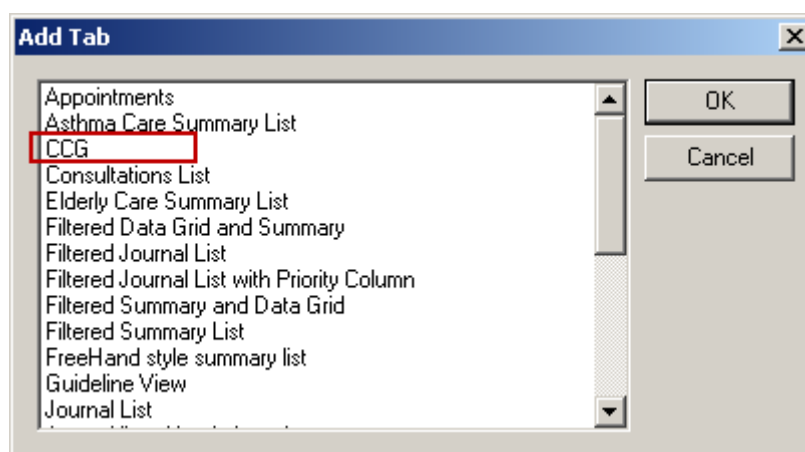 Add Tab
Appointments
Asthma Care Summary List
CCG
Consultations List
Elderly Care Summary List
Filtered Data Grid and Summary
Filtered Journal List
Filtered Journal List with Priority Column
Filtered Summary and Data Grid
Filtered Summary List
FreeHand style summary list
Guideline View
Journal List
OK
Cancel